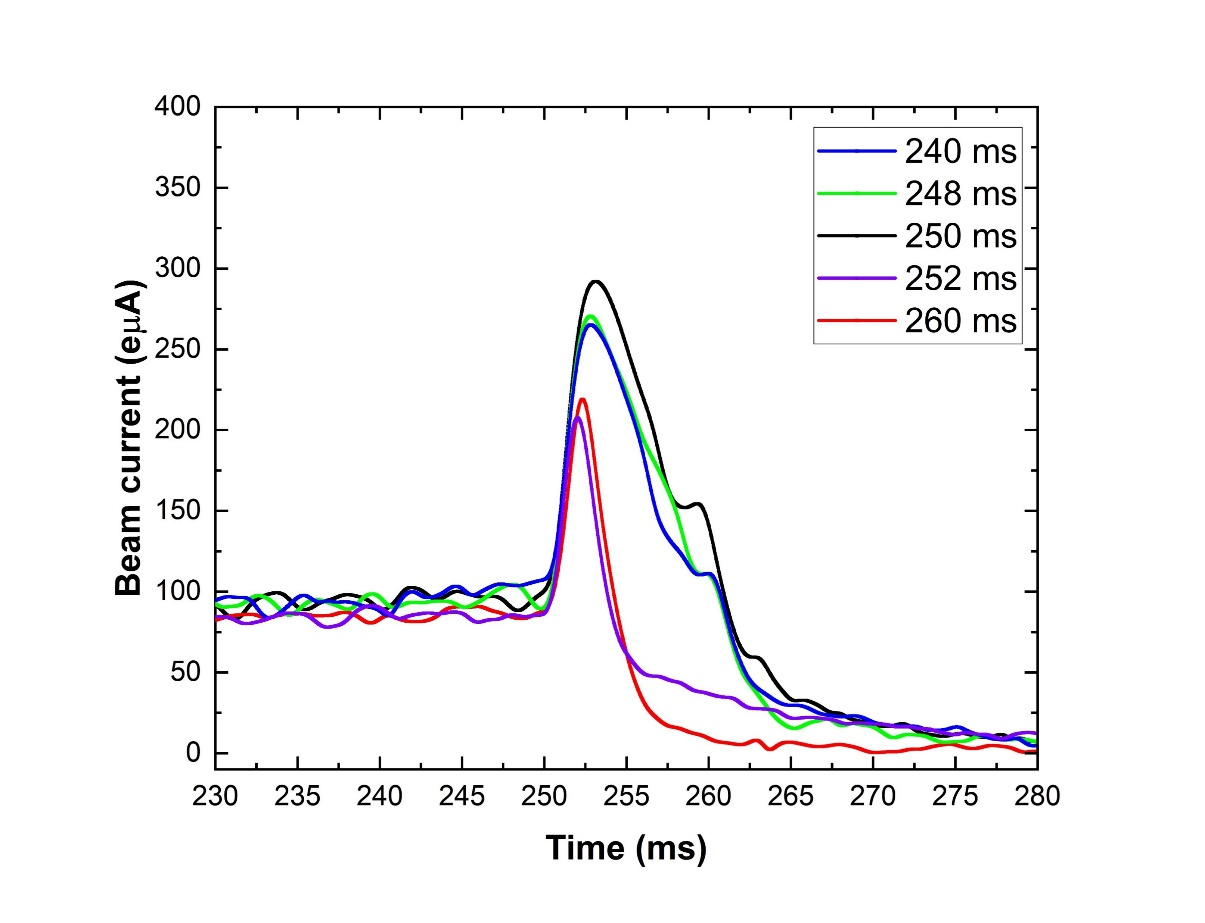 400
350
300
250
200
150
100
50
0
Beam current (eμA)
240 ms
248 ms
250 ms
252 ms
260 ms
230 235 240 245 250 255 260 265 270 275 280
Time (ms)